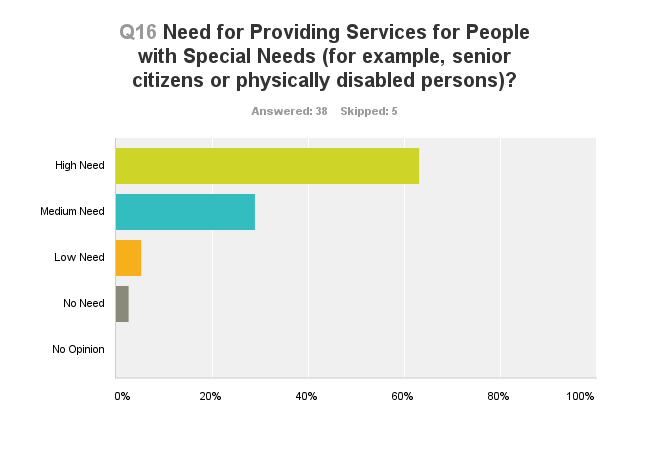 Q16 Need for Providing Services for People
with Special Needs (for example, senior
citizens or physically disabled persons)?
Answered: 38 Skipped: 5
High Need
Medium Need
Low Need
No Need
No Opinion
0% 20% 40% 60% 80% 100%